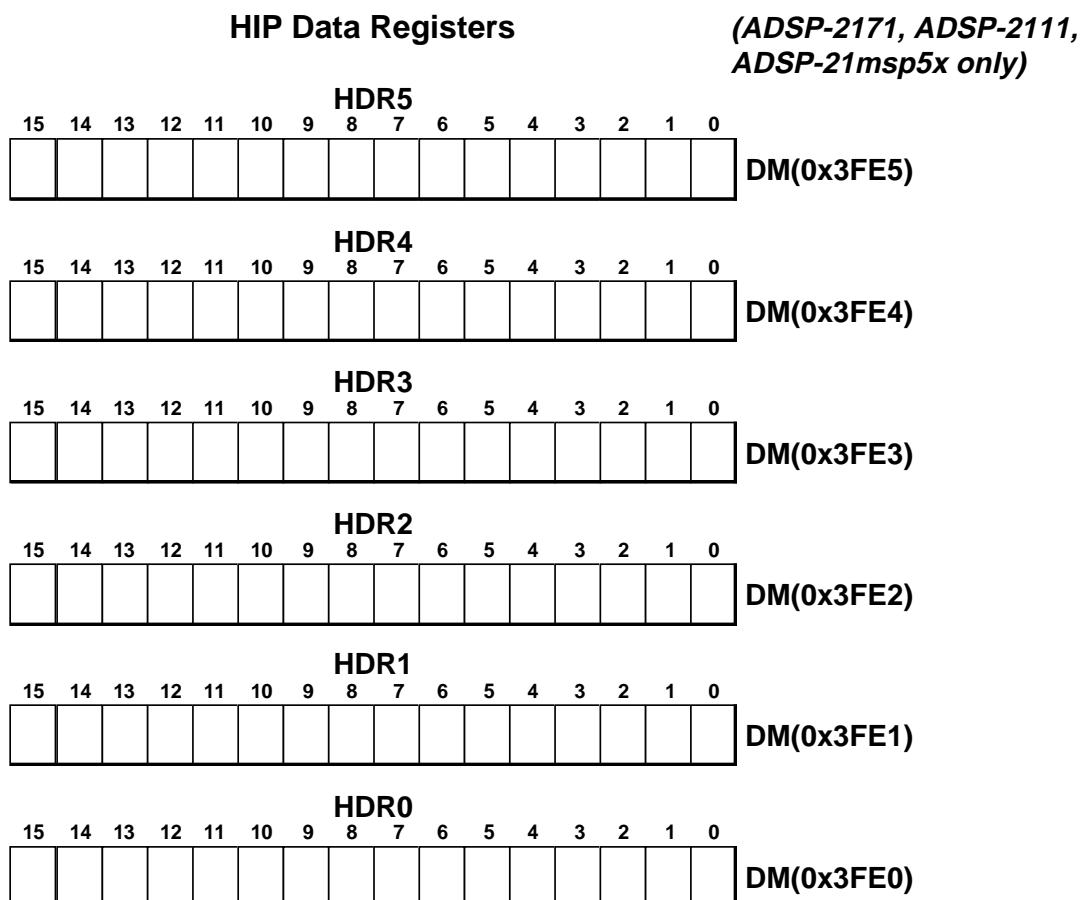 HIP Data Registers
(ADSP-2171, ADSP-2111,
ADSP-21msp5x only)
HDR5
15 14 13 12 11 10 9 8 7 6 5 4 3 2 1 0
DM(0x3FE5)
HDR4
15 14 13 12 11 10 9 8 7 6 5 4 3 2 1 0
DM(0x3FE4)
HDR3
15 14 13 12 11 10 9 8 7 6 5 4 3 2 1 0
DM(0x3FE3)
HDR2
15 14 13 12 11 10 9 8 7 6 5 4 3 2 1 0
DM(0x3FE2)
HDR1
15 14 13 12 11 10 9 8 7 6 5 4 3 2 1 0
DM(0x3FE1)
HDR0
15 14 13 12 11 10 9 8 7 6 5 4 3 2 1 0
DM(0x3FE0)